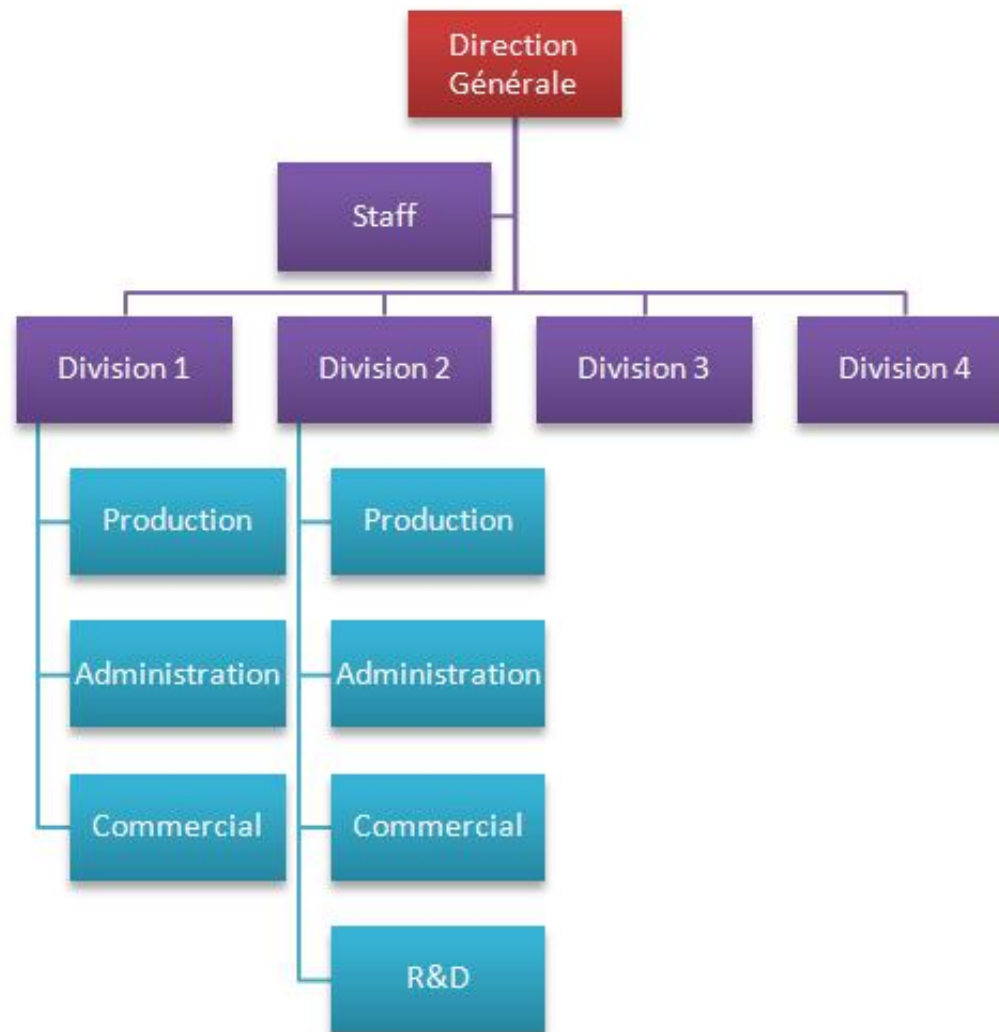 Direction
Générale
Staff
Division 1
Division 2
Division 3
Division 4
Production
Production
Administration
Administration
Commercial
Commercial
R&D